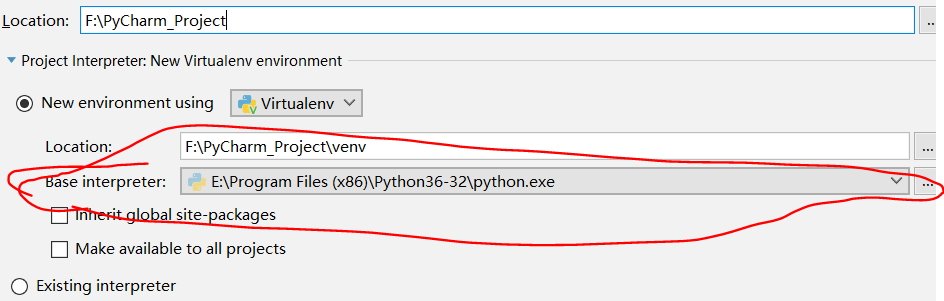 Location: F:\PyCharm_Project ...
Project Interpreter: New Virtualenv environment
New environment using Virtualenv
Location: F:\PyCharm_Project\venv ...
Base interpreter: E:\Program Files (x86)\Python36-32\python.exe ...
Inherit global site-packages
Make available to all projects
Existing interpreter